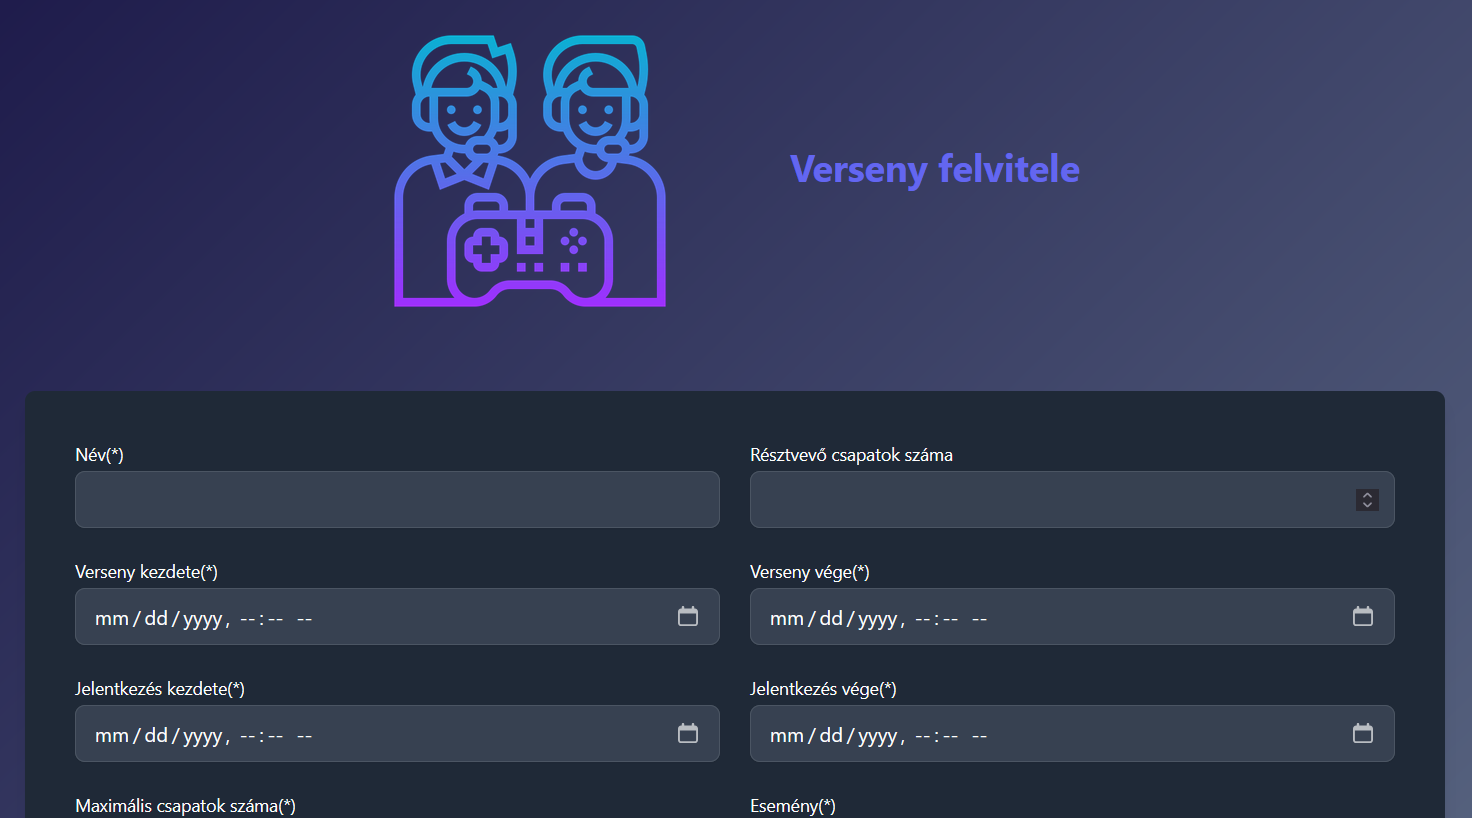 Verseny felvitele
Név(*)
Résztvevő csapatok száma
Verseny kezdete(*)
Verseny vége(*)
mm/dd/yyyy, --:-- --
mm/dd/yyyy, --:-- --
Jelentkezés kezdete(*)
Jelentkezés vége(*)
mm/dd/yyyy, --:-- --
mm/dd/yyyy, --:-- --
Maximális csapatok száma(*)
Esemény(*)